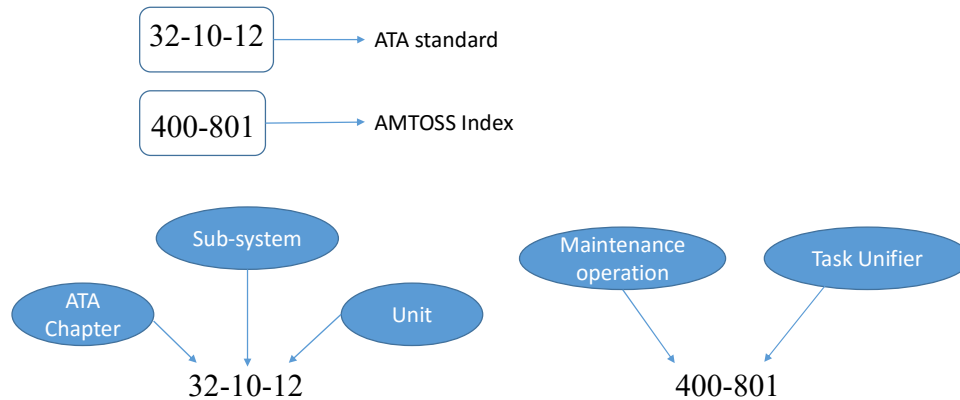 32-10-12
ATA standard
400-801
AMTOSS Index
Sub-system
Maintenance
operation
Task Unifier
ATA
Chapter
Unit
32-10-12
400-801